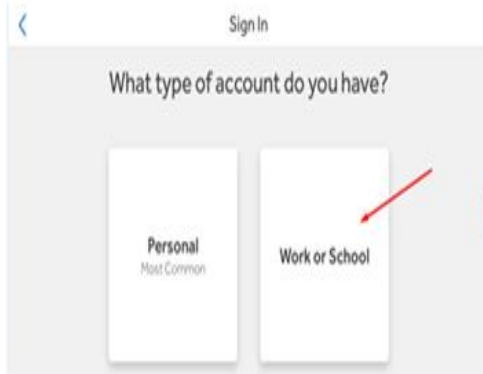 Sign In
What type of account do you have?
Personal
Most Common
Work or School